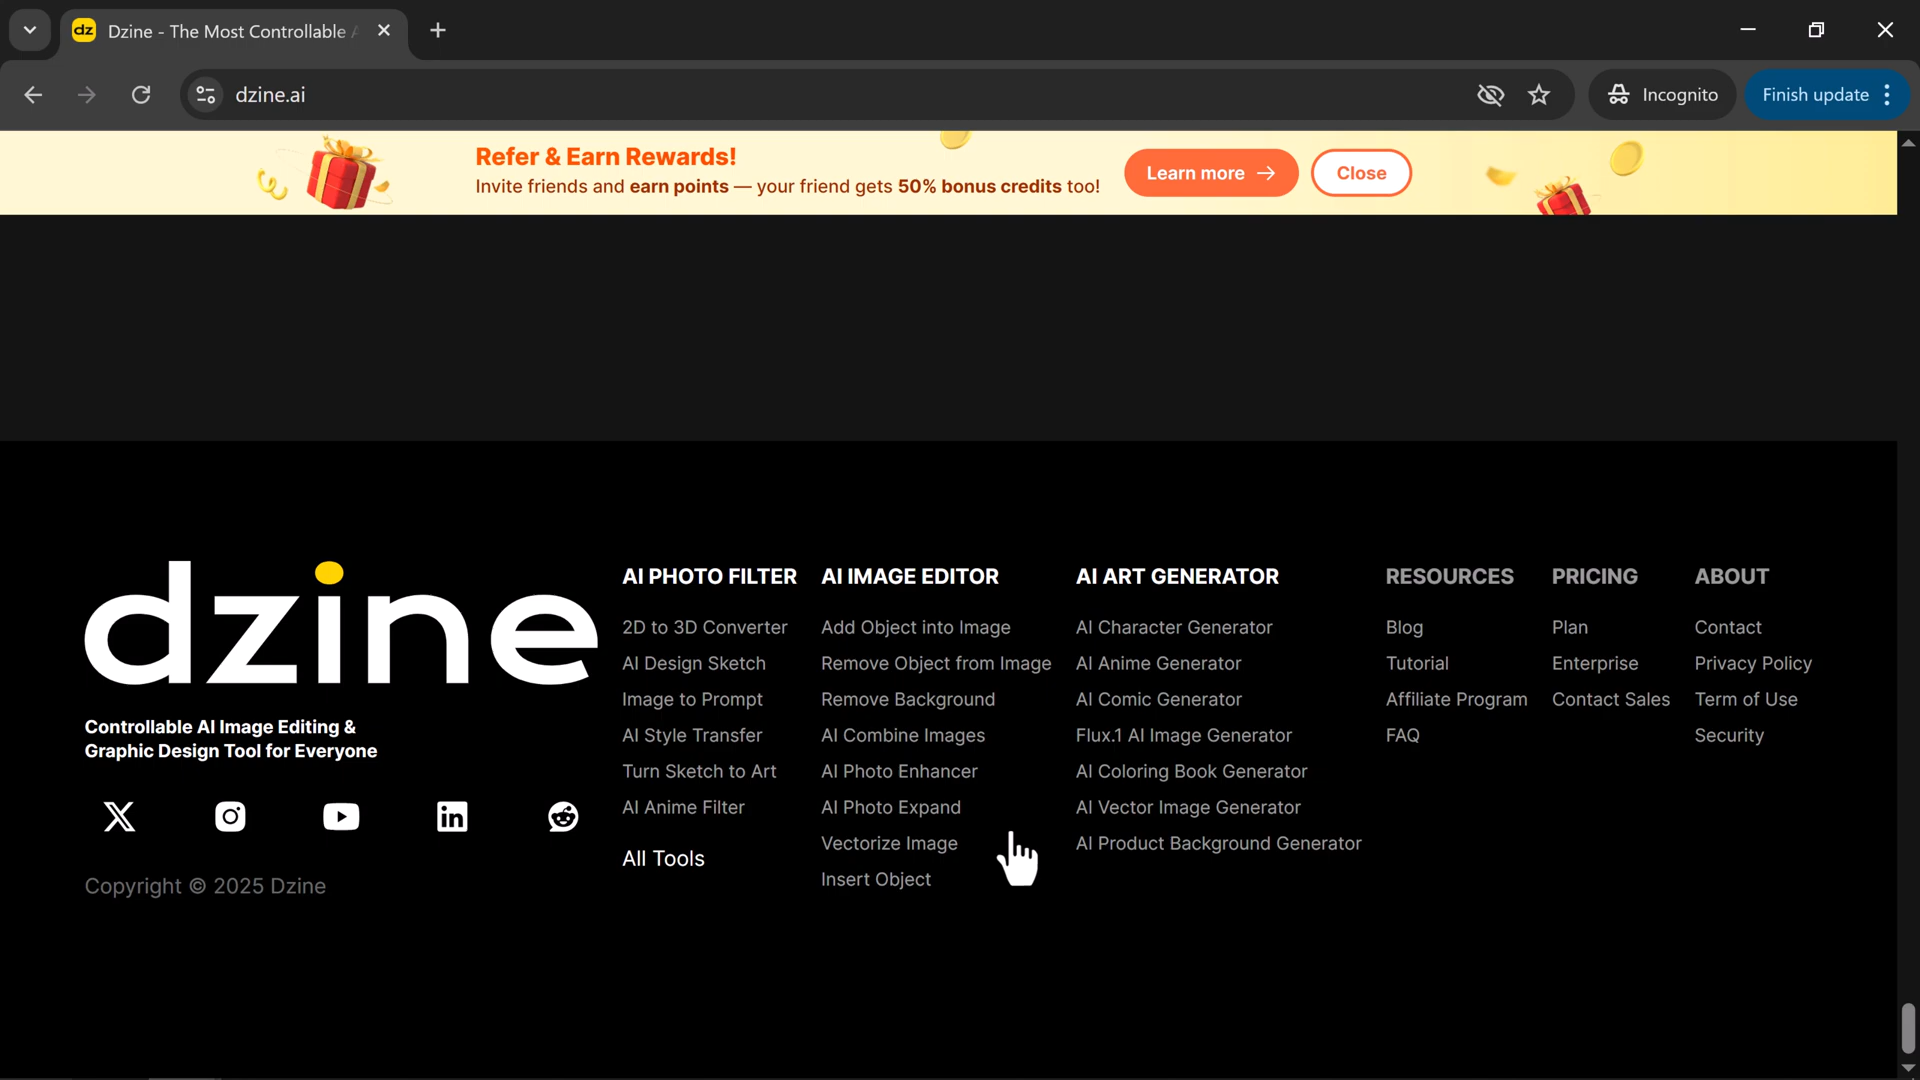 dz Dzine - The Most Controllable
dzine.ai
Incognito
Finish update
Refer & Earn Rewards!
Invite friends and earn points — your friend gets 50% bonus credits too!
Learn more →
Close
dzine
Controllable AI Image Editing &
Graphic Design Tool for Everyone
Copyright © 2025 Dzine
AI PHOTO FILTER
2D to 3D Converter
AI Design Sketch
Image to Prompt
AI Style Transfer
Turn Sketch to Art
AI Anime Filter
All Tools
AI IMAGE EDITOR
Add Object into Image
Remove Object from Image
Remove Background
AI Combine Images
AI Photo Enhancer
AI Photo Expand
Vectorize Image
Insert Object
AI ART GENERATOR
AI Character Generator
AI Anime Generator
AI Comic Generator
Flux.1 AI Image Generator
AI Coloring Book Generator
AI Vector Image Generator
AI Product Background Generator
RESOURCES
Blog
Tutorial
Affiliate Program
FAQ
PRICING
Plan
Enterprise
Contact Sales
ABOUT
Contact
Privacy Policy
Term of Use
Security